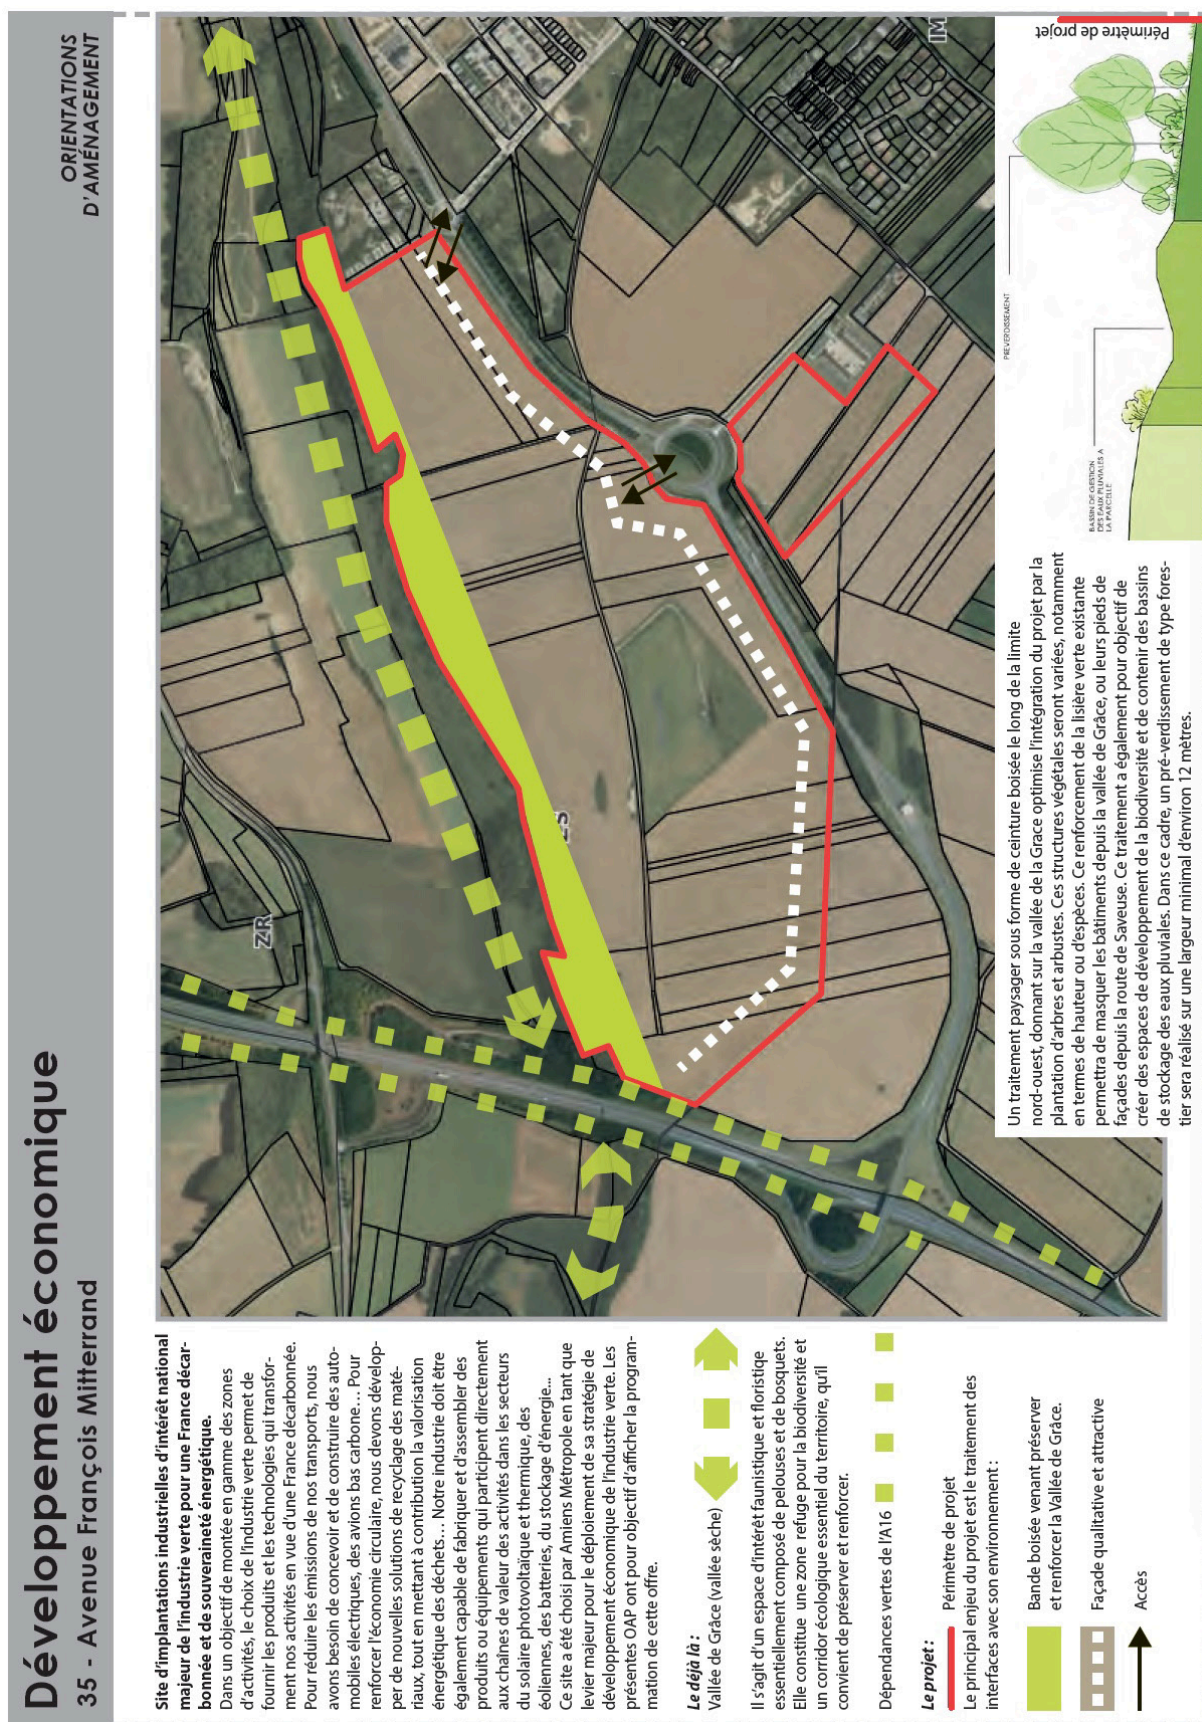 Développement économique
35 - Avenue François Mitterrand
ORIENTATIONS
D'AMÉNAGEMENT
Site d'implantations industrielles d'intérêt national
majeur de l'industrie verte pour une France décar-
bonnée et de souveraineté énergétique.
Dans un objectif de montée en gamme des zones
d'activités, le choix de l'industrie verte permet de
fournir les produits et les technologies qui transfor-
ment nos activités en vue d'une France décarbonnée.
Pour réduire les émissions de nos transports, nous
avons besoin de concevoir et de construire des auto-
mobiles électriques, des avions bas carbone… Pour
renforcer l'économie circulaire, nous devons dévelop-
per de nouvelles solutions de recyclage des maté-
riaux, tout en mettant à contribution la valorisation
énergétique des déchets… Notre industrie doit être
également capable de fabriquer et d'assembler des
produits ou équipements qui participent directement
aux chaînes de valeur des activités dans les secteurs
du solaire photovoltaïque et thermique, des
éoliennes, des batteries, du stockage d'énergie...
Ce site a été choisi par Amiens Métropole en tant que
levier majeur pour le déploiement de sa stratégie de
développement économique de l'industrie verte. Les
présentes OAP ont pour objectif d'afficher la program-
mation de cette offre.
Le déjà là :
Vallée de Grâce (vallée sèche)
Il s'agit d'un espace d'intérêt faunistique et floristiqe
essentiellement composé de pelouses et de bosquets.
Elle constitue une zone refuge pour la biodiversité et
un corridor écologique essentiel du territoire, qu'il
convient de préserver et renforcer.
Dépendances vertes de l'A16
Le projet :
Périmètre de projet
Le principal enjeu du projet est le traitement des
interfaces avec son environnement :
Bande boisée venant préserver
et renforcer la Vallée de Grâce.
Façade qualitative et attractive
Accès
ZR
IM
Un traitement paysager sous forme de ceinture boisée le long de la limite
nord-ouest, donnant sur la vallée de la Grace optimise l'intégration du projet par la
plantation d'arbres et arbustes. Ces structures végétales seront variées, notamment
en termes de hauteur ou d'espèces. Ce renforcement de la lisière verte existante
permettra de masquer les bâtiments depuis la vallée de Grâce, ou leurs pieds de
façades depuis la route de Saveuse. Ce traitement a également pour objectif de
créer des espaces de développement de la biodiversité et de contenir des bassins
de stockage des eaux pluviales. Dans ce cadre, un pré-verdissement de type fores-
tier sera réalisé sur une largeur minimal d'environ 12 mètres.
BASSIN DE GESTION
DES EAUX PLUVIALES A
LA PARCELLE
PREVERDISSEMENT
Périmètre de projet